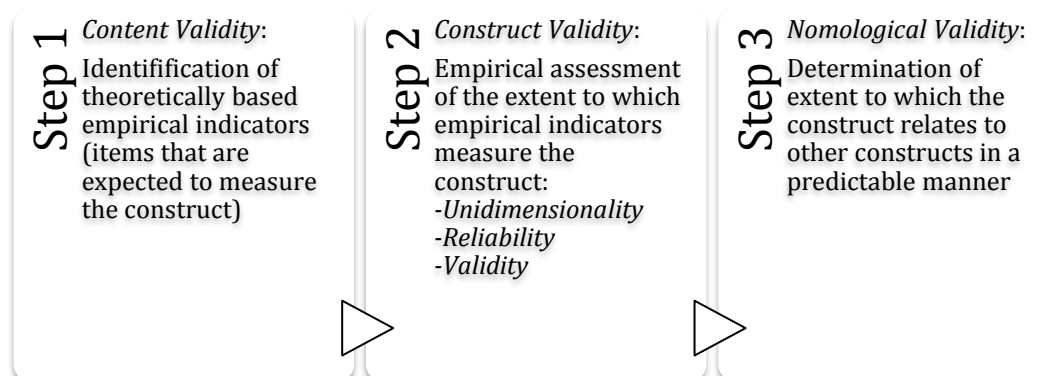 Step 1
Content Validity:
Identifification of
theoretically based
empirical indicators
(items that are
expected to measure
the construct)
Step 2
Construct Validity:
Empirical assessment
of the extent to which
empirical indicators
measure the
construct:
-Unidimensionality
-Reliability
-Validity
Step 3
Nomological Validity:
Determination of
extent to which the
construct relates to
other constructs in a
predictable manner